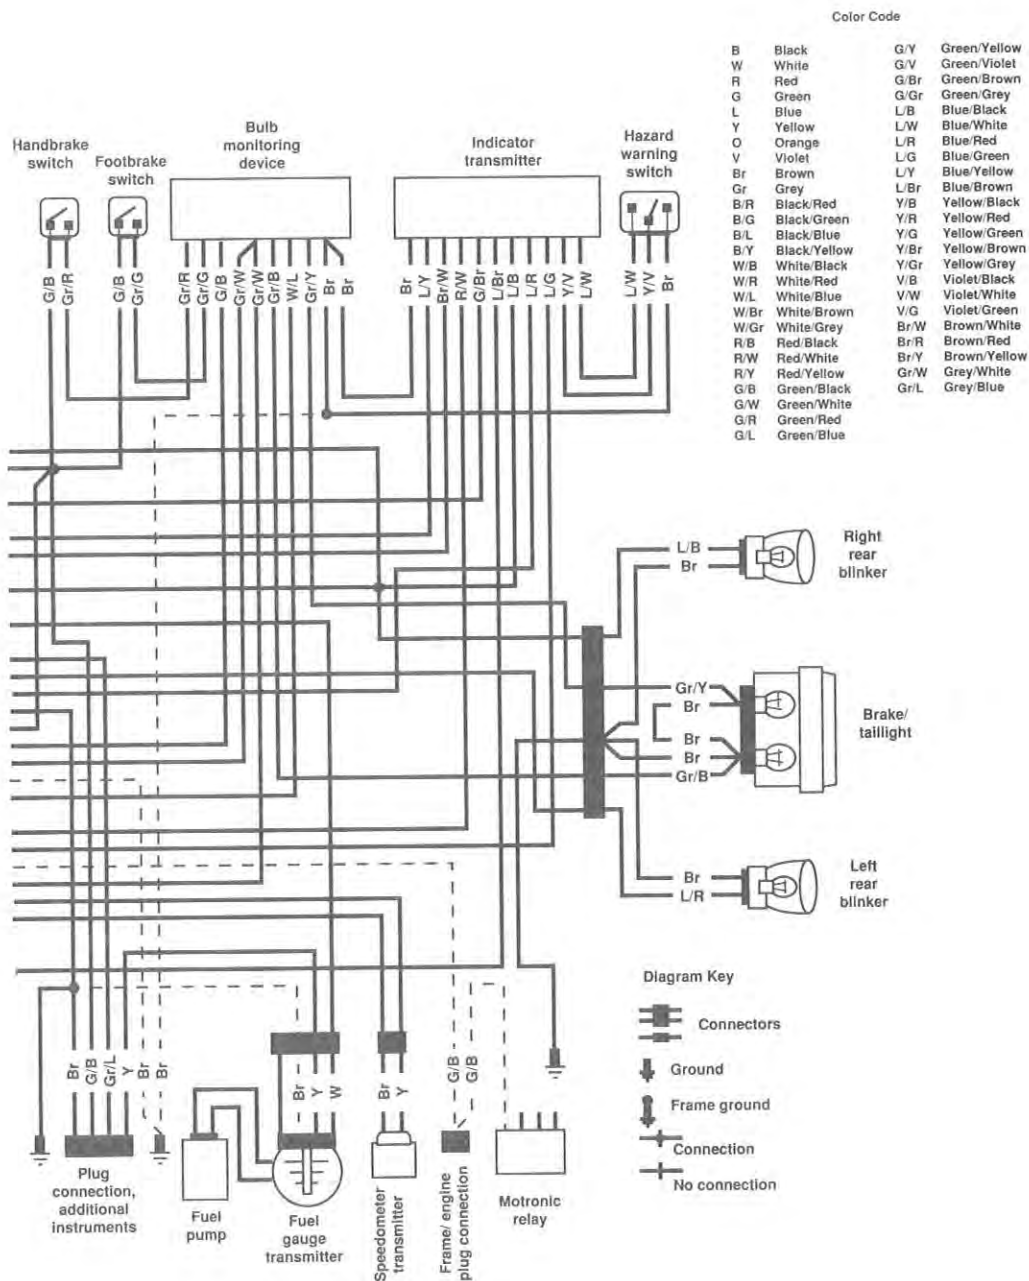 Color Code
B Black
W White
R Red
G Green
L Blue
Y Yellow
O Orange
V Violet
Br Brown
Gr Grey
B/R Black/Red
B/G Black/Green
B/L Black/Blue
B/Y Black/Yellow
W/B White/Black
W/R White/Red
W/L White/Blue
W/Br White/Brown
W/Gr White/Grey
R/B Red/Black
R/W Red/White
R/Y Red/Yellow
G/B Green/Black
G/W Green/White
G/R Green/Red
G/L Green/Blue
G/Y Green/Yellow
G/V Green/Violet
G/Br Green/Brown
G/Gr Green/Grey
L/B Blue/Black
L/W Blue/White
L/R Blue/Red
L/G Blue/Green
L/Y Blue/Yellow
L/Br Blue/Brown
Y/B Yellow/Black
Y/R Yellow/Red
Y/G Yellow/Green
Y/Br Yellow/Brown
Y/Gr Yellow/Grey
V/B Violet/Black
V/W Violet/White
V/G Violet/Green
Br/W Brown/White
Br/R Brown/Red
Br/Y Brown/Yellow
Gr/W Grey/White
Gr/L Grey/Blue
Handbrake
switch
Footbrake
switch
Bulb
monitoring
device
Indicator
transmitter
Hazard
warning
switch
G/B
Gr/R
G/B
Gr/G
Gr/R
Gr/G
G/B
Gr/W
Gr/W
Gr/B
W/L
Gr/Y
Br
Br
Br
L/Y
Br/W
R/W
G/Br
L/Br
L/B
L/R
L/G
Y/V
L/W
L/W
Y/V
Br
L/B
Br
Right
rear
blinker
Gr/Y
Br
Br
Br
Gr/B
Brake/
taillight
Br
L/R
Left
rear
blinker
Diagram Key
Connectors
Ground
Frame ground
Connection
No connection
Br
G/B
Gr/L
Y
Br
Br
Br
Y
W
Br
Y
G/B
G/B
Plug
connection,
additional
instruments
Fuel
pump
Fuel
gauge
transmitter
Speedometer
transmitter
Frame/ engine
plug connection
Motronic
relay